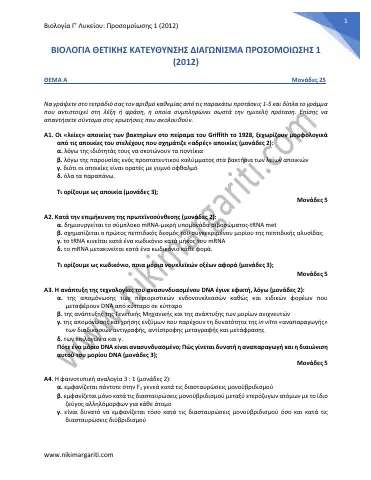 1
Βιολογία Γ' Λυκείου: Προσομοίωσης 1 (2012)
ΒΙΟΛΟΓΙΑ ΘΕΤΙΚΗΣ ΚΑΤΕΥΘΥΝΣΗΣ ΔΙΑΓΩΝΙΣΜΑ ΠΡΟΣΟΜΟΙΩΣΗΣ 1
(2012)
ΘΕΜΑ Α Μονάδες 25
Να γράψετε στο τετράδιό σας τον αριθμό καθεμίας από τις παρακάτω προτάσεις 1-5 και δίπλα το γράμμα
που αντιστοιχεί στη λέξη ή φράση, η οποία συμπληρώνει σωστά την ημιτελή πρόταση. Επίσης να
απαντήσετε σύντομα στις ερωτήσεις που ακολουθούν.
Α1. Οι «λείες» αποικίες των βακτηρίων στο πείραμα του Griffith το 1928, ξεχωρίζουν μορφολογικά
από τις αποικίες του στελέχους που σχημάτιζε «αδρές» αποικίες (μονάδες 2):
α. λόγω της ιδιότητάς τους να σκοτώνουν τα ποντίκια
β. λόγω της παρουσίας ενός προστατευτικού καλύμματος στα βακτήρια των λείων αποικιών
γ. διότι οι αποικίες είναι ορατές με γυμνό οφθαλμό
δ. όλα τα παραπάνω.
Τι ορίζουμε ως αποικία (μονάδες 3);
Μονάδες 5
Α2. Κατά την επιμήκυνση της πρωτεϊνοσύνθεσης (μονάδες 2):
α. δημιουργείται το σύμπλοκο mRNA-μικρή υπομονάδα ριβοσώματος-tRNA met
β. σχηματίζεται ο πρώτος πεπτιδικός δεσμός του συγκεκριμένου μορίου της πεπτιδικής αλυσίδας
γ. το tRNA κινείται κατά ένα κωδικόνιο κατά μήκος του mRNA
δ. το mRNA μετακινείται κατά ένα κωδικόνιο κάθε φορά.
Τι ορίζουμε ως κωδικόνιο, ποια μόρια νουκλεϊκών οξέων αφορά (μονάδες 3);
Μονάδες 5
Α3. Η ανάπτυξη της τεχνολογίας του ανασυνδυασμένου DNA έγινε εφικτή, λόγω (μονάδες 2):
α. της απομόνωσης των περιοριστικών ενδονουκλεασών καθώς και ειδικών φορέων που
μεταφέρουν DNA από κύτταρο σε κύτταρο
β. της ανάπτυξης της Γενετικής Μηχανικής και της ανάπτυξης των μορίων ανιχνευτών
γ. της απομόνωσης και χρήσης ενζύμων που παρέχουν τη δυνατότητα της in vitro «αναπαραγωγής»
των διαδικασιών αντιγραφής, αντίστροφης μεταγραφής και μετάφρασης
δ. των επιλογών α και γ.
Πότε ένα μόριο DNA είναι ανασυνδυασμένο; Πώς γίνεται δυνατή η αναπαραγωγή και η διαιώνιση
αυτού του μορίου DNA (μονάδες 3);
Μονάδες 5
Α4. Η φαινοτυπική αναλογία 3 : 1 (μονάδες 2):
α. εμφανίζεται πάντοτε στην F2 γενιά κατά τις διασταυρώσεις μονοϋβριδισμού
β. εμφανίζεται μόνο κατά τις διασταυρώσεις μονοϋβριδισμού μεταξύ ετερόζυγων ατόμων με το ίδιο
ζεύγος αλληλόμορφων για κάθε άτομο
γ. είναι δυνατό να εμφανίζεται τόσο κατά τις διασταυρώσεις μονοϋβριδισμού όσο και κατά τις
διασταυρώσεις διϋβριδισμού
www.nikimargariti.com
www.nikimargariti.com